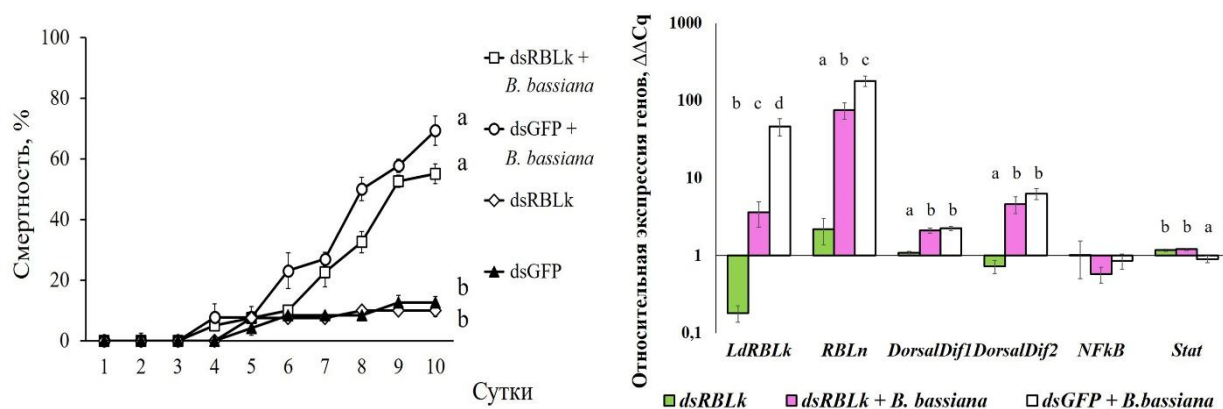 Смертность, %
100
80
60
40
20
0
1 2 3 4 5 6 7 8 9 10
Сутки
a
a
b
b
dsRBLk +
B. bassiana
dsGFP +
B. bassiana
dsRBLk
dsGFP
Относительная экспрессия генов, ΔΔCq
1000
100
10
1
0,1
b c d
a b c
a b b
a b b
b b a
LdRBLk RBLn DorsalDif1 DorsalDif2 NFkB Stat
dsRBLk dsRBLk + B. bassiana dsGFP + B.bassiana